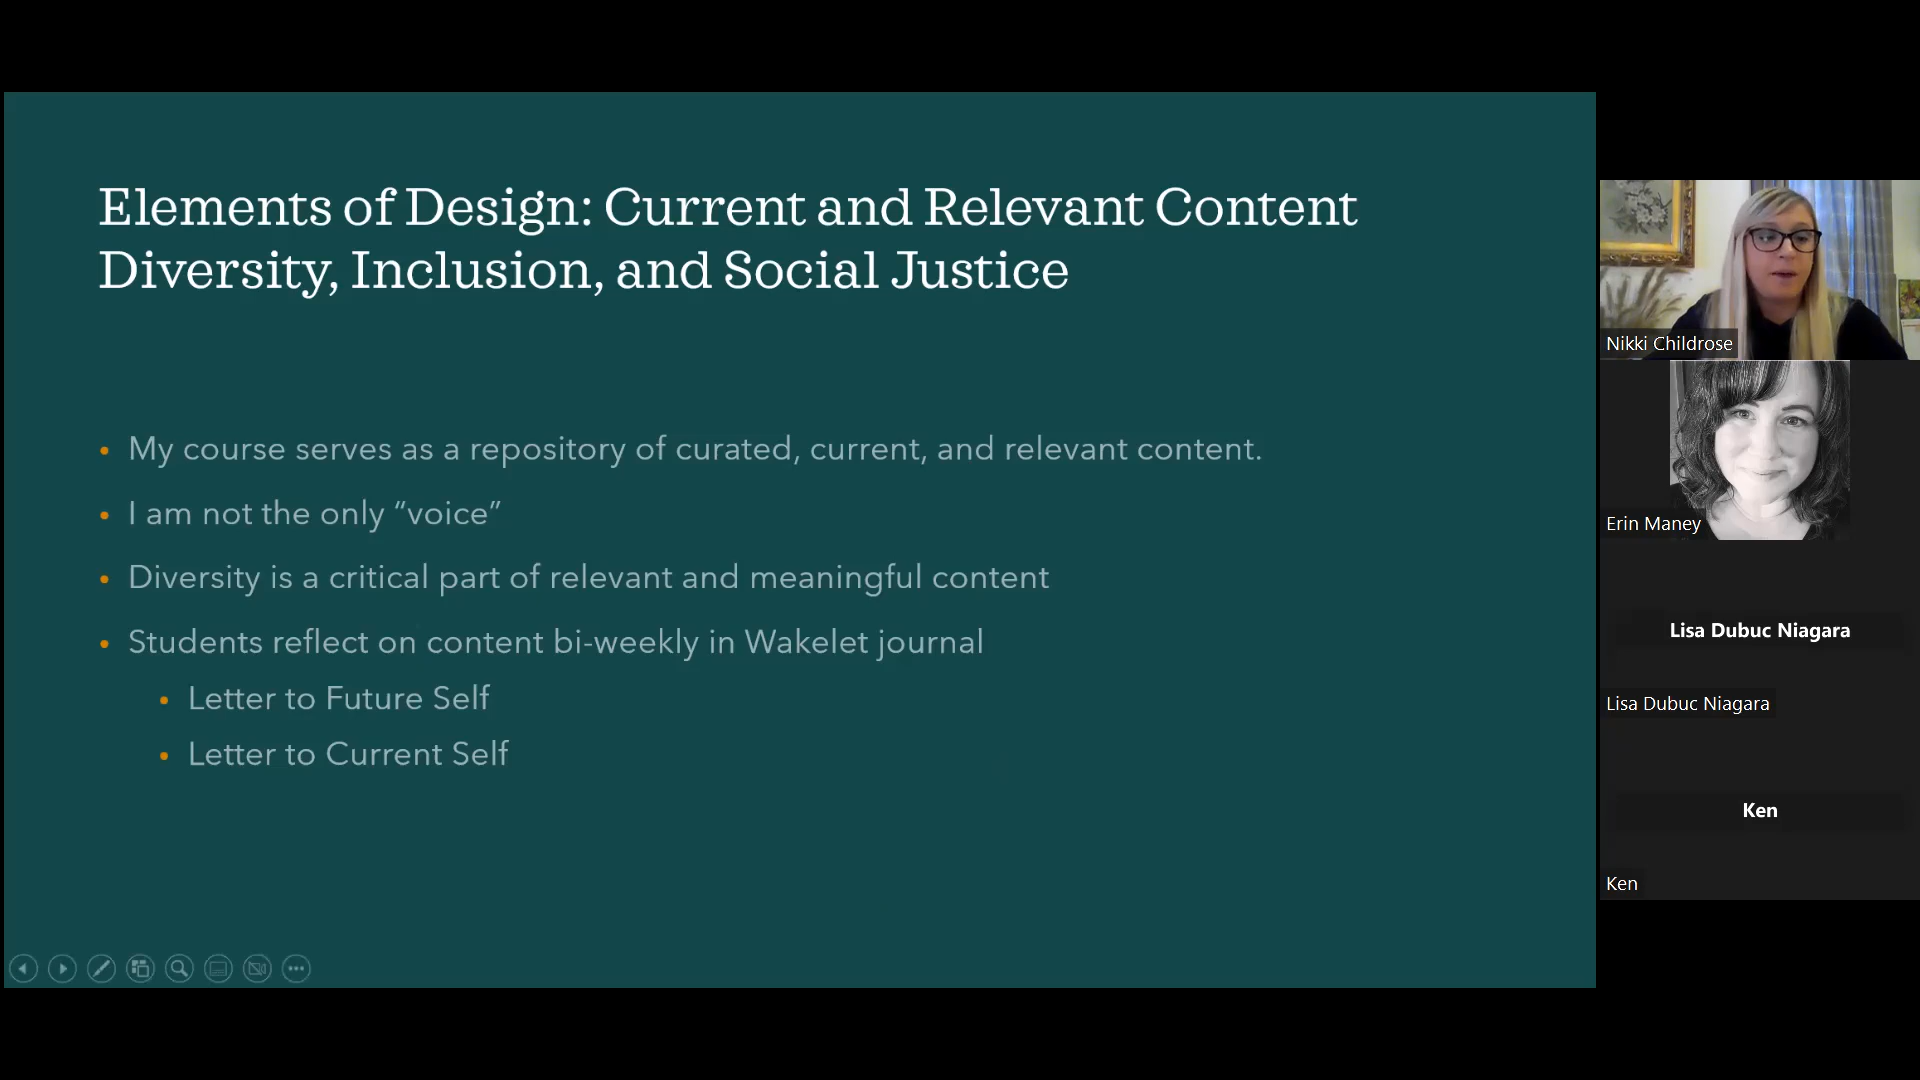 Elements of Design: Current and Relevant Content
Diversity, Inclusion, and Social Justice
• My course serves as a repository of curated, current, and relevant content.
• I am not the only “voice”
• Diversity is a critical part of relevant and meaningful content
• Students reflect on content bi-weekly in Wakelet journal
• Letter to Future Self
• Letter to Current Self
Nikki Childrose
Erin Maney
Lisa Dubuc Niagara
Lisa Dubuc Niagara
Ken
Ken